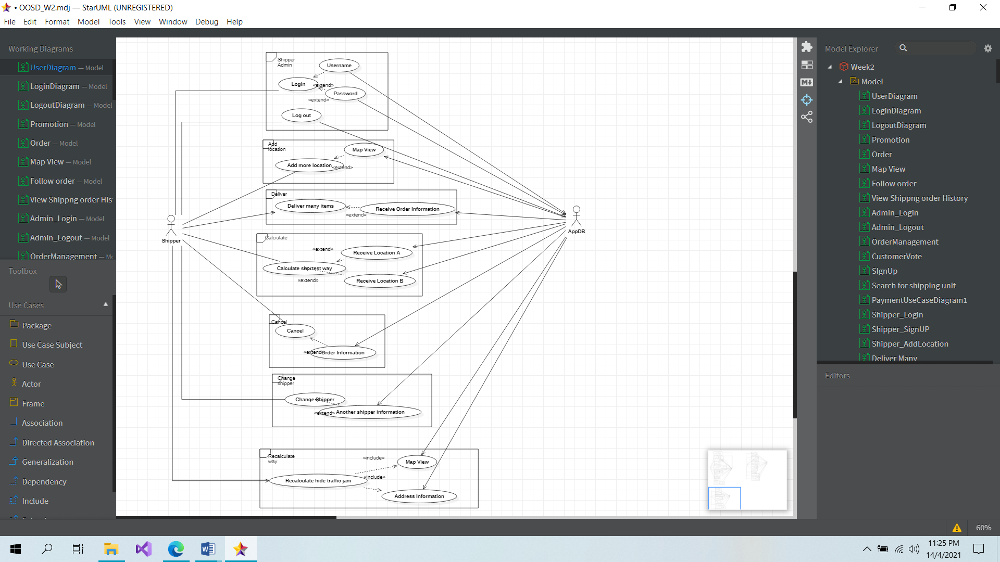 • OOSD_W2.mdj — StarUML (UNREGISTERED)
File Edit Format Model Tools View Window Debug Help
Working Diagrams
UserDiagram — Model
LoginDiagram — Model
LogoutDiagram — Model
Promotion — Model
Order — Model
Map View — Model
Follow order — Model
View Shippng order His
Admin_Login — Model
Admin_Logout — Model
OrderManagement — Mo
Toolbox
Use Cases
Package
Use Case Subject
Use Case
Actor
Frame
Association
Directed Association
Generalization
Dependency
Include
Shipper
Admin
Username
Login
«extend»
Password
«extend»
Log out
Add
location
Map View
Add more location
«extend»
Deliver
Deliver many items
Receive Order Information
«extend»
Shipper
AppDB
Calciulate
«extend»
Receive Location A
Calculate shortest way
Receive Location B
«extend»
Cancel
Cancel
«extend»
Order Information
Change
shipper
Change Shipper
«extend»
Another shipper information
Recalculate
way
«include»
Map View
«include»
Recalculate hide traffic jam
Address Information
Model Explorer
Week2
Model
UserDiagram
LoginDiagram
LogoutDiagram
Promotion
Order
Map View
Follow order
View Shippng order History
Admin_Login
Admin_Logout
OrderManagement
CustomerVote
SIgnUp
Search for shipping unit
PaymentUseCaseDiagram1
Shipper_Login
Shipper_SignUP
Shipper_AddLocation
Deliver Many
Editors
60%
11:25 PM
14/4/2021